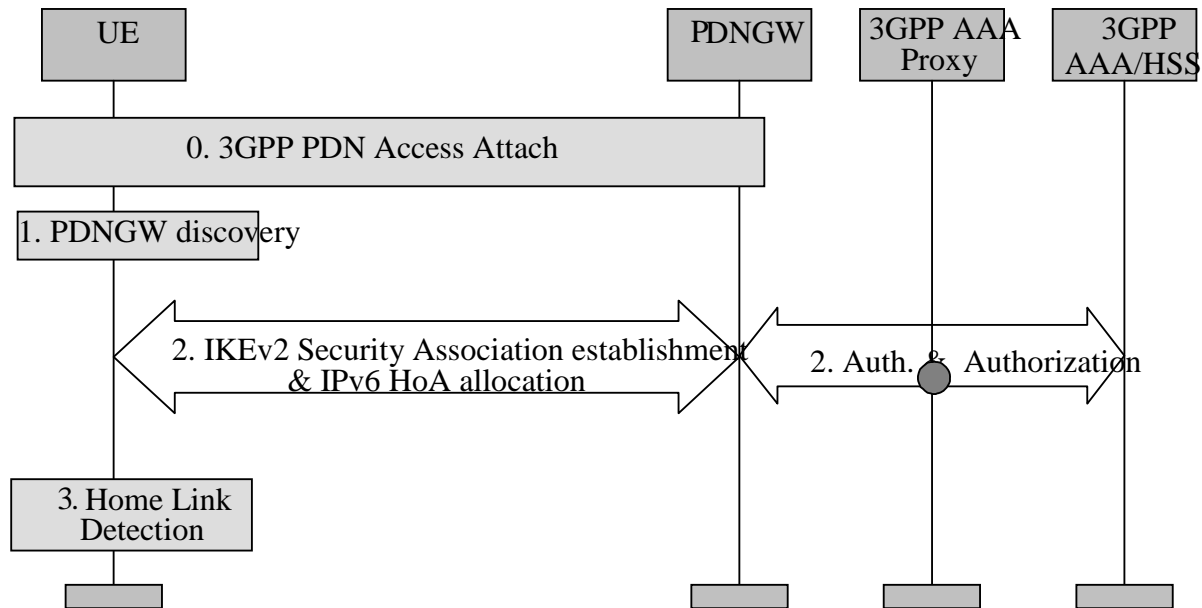 UE
PDNGW
3GPP AAA
Proxy
3GPP
AAA/HSS
0. 3GPP PDN Access Attach
1. PDNGW discovery
2. IKEv2 Security Association establishment
& IPv6 HoA allocation
2. Auth. & Authorization
3. Home Link
Detection